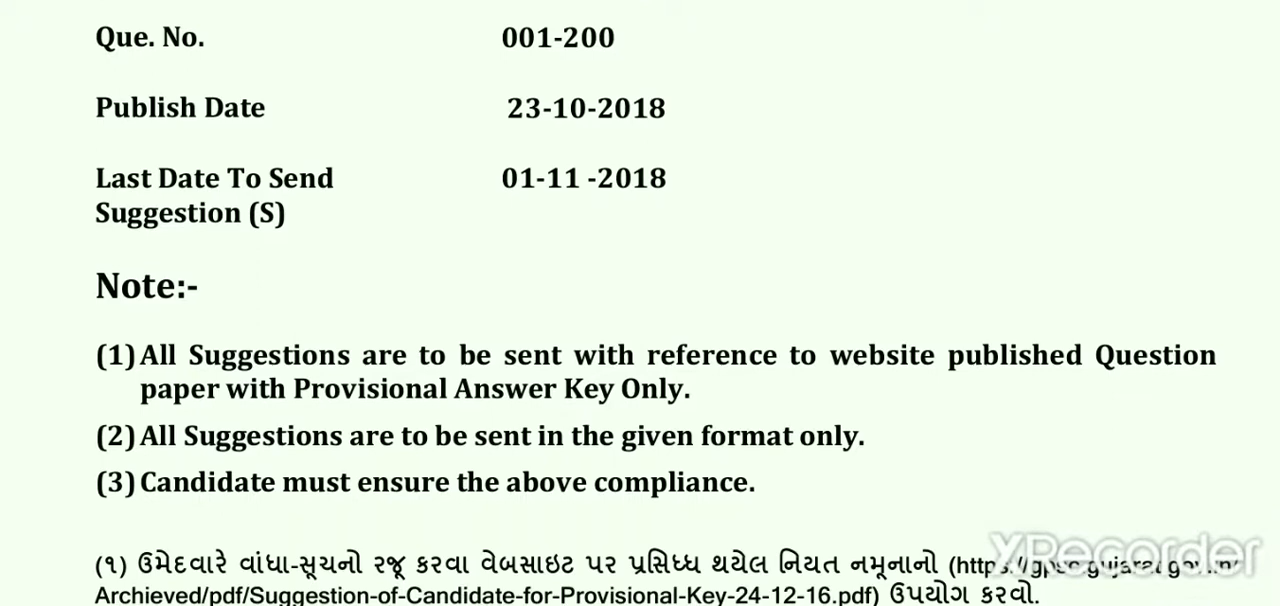 Que. No. 001-200
Publish Date 23-10-2018
Last Date To Send 01-11 -2018
Suggestion (S)
Note:-
(1) All Suggestions are to be sent with reference to website published Question
paper with Provisional Answer Key Only.
(2) All Suggestions are to be sent in the given format only.
(3) Candidate must ensure the above compliance.
(૧) ઉમેદવારે વાંધા-સૂચનો રજૂ કરવા વેબસાઇટ પર પ્રસિધ્ધ થયેલ નિયત નમૂનાનો
Archieved/pdf/Suggestion-of-Candidate-for-Provisional-Key-24-12-16.pdf) ઉપયોગ કરવો.
XRecorder